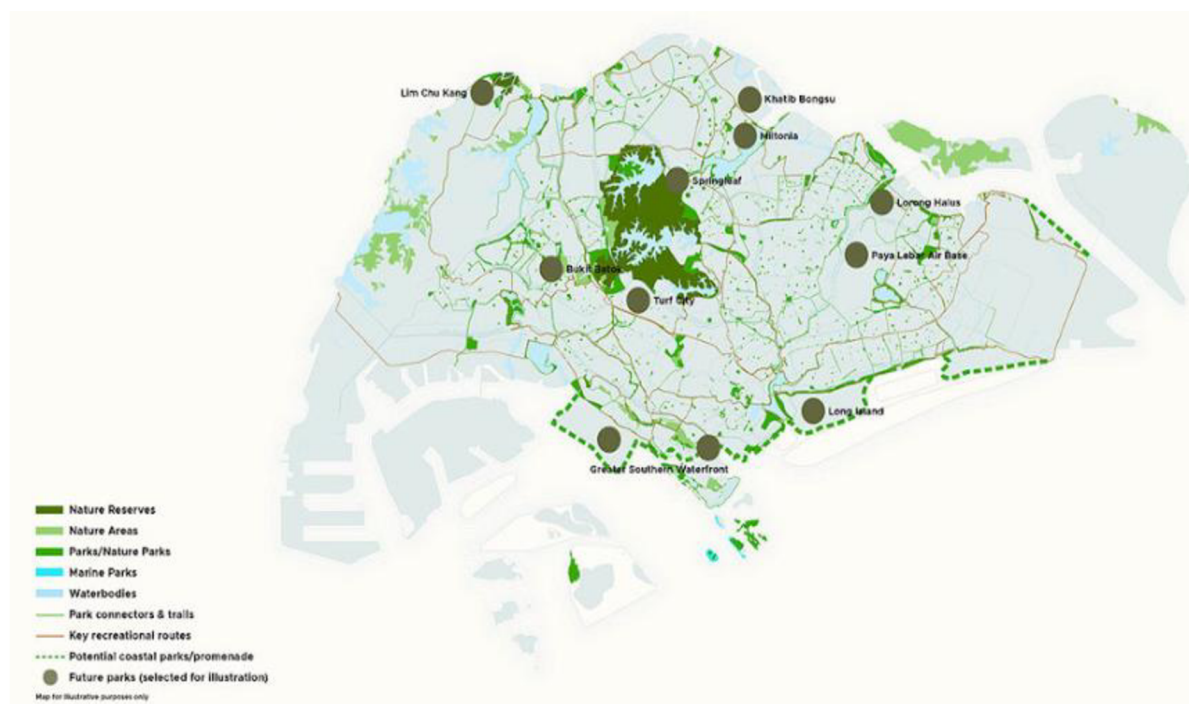 Lim Chu Kang
Khatib Bongsu
Miltonia
Springleaf
Lorong Halus
Paya Lebar Air Base
Bukit Batok
Turf City
Long Island
Greater Southern Waterfront
Nature Reserves
Nature Areas
Parks/Nature Parks
Marine Parks
Waterbodies
Park connectors & trails
Key recreational routes
Potential coastal parks/promenade
Future parks (selected for illustration)
Map for illustrative purposes only